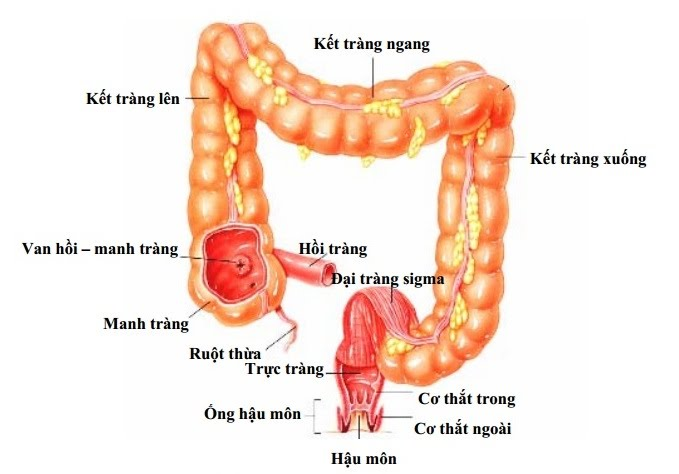 Kết tràng ngang
Kết tràng lên
Kết tràng xuống
Van hồi – manh tràng
Hồi tràng
Đại tràng sigma
Manh tràng
Ruột thừa
Trực tràng
Cơ thắt trong
Ống hậu môn
Cơ thắt ngoài
Hậu môn